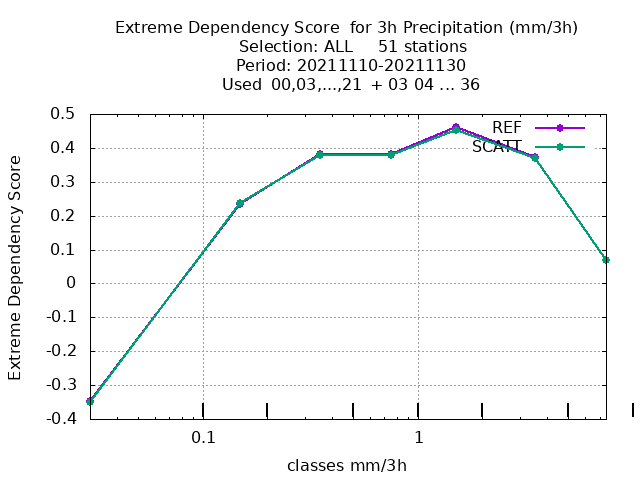 Extreme Dependency Score  for 3h Precipitation (mm/3h)
Selection: ALL     51 stations
Period: 20211110-20211130
Used  00,03,...,21  + 03 04 ... 36
0.5
0.4
0.3
0.2
0.1
0
-0.1
-0.2
-0.3
-0.4
Extreme Dependency Score
REF
SCATT
0.1
1
classes mm/3h